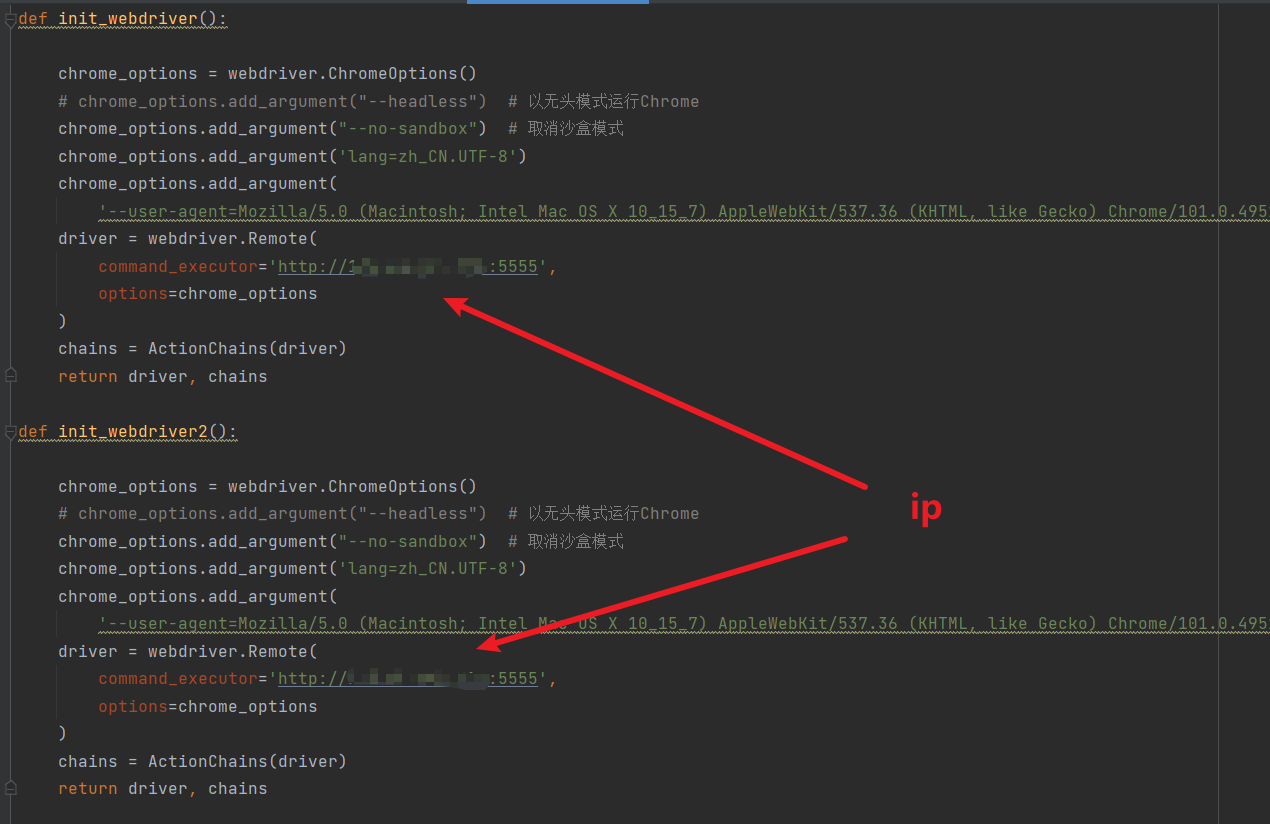 def init_webdriver():
chrome_options = webdriver.ChromeOptions()
# chrome_options.add_argument("--headless")  # 以无头模式运行Chrome
chrome_options.add_argument("--no-sandbox")  # 取消沙盒模式
chrome_options.add_argument('lang=zh_CN.UTF-8')
chrome_options.add_argument(
'--user-agent=Mozilla/5.0 (Macintosh; Intel Mac OS X 10_15_7) AppleWebKit/537.36 (KHTML, like Gecko) Chrome/101.0.495
driver = webdriver.Remote(
command_executor='http://1 :5555',
options=chrome_options
)
chains = ActionChains(driver)
return driver, chains
def init_webdriver2():
chrome_options = webdriver.ChromeOptions()
# chrome_options.add_argument("--headless")  # 以无头模式运行Chrome
chrome_options.add_argument("--no-sandbox")  # 取消沙盒模式
ip
chrome_options.add_argument('lang=zh_CN.UTF-8')
chrome_options.add_argument(
'--user-agent=Mozilla/5.0 (Macintosh; Intel Mac OS X 10_15_7) AppleWebKit/537.36 (KHTML, like Gecko) Chrome/101.0.495
driver = webdriver.Remote(
command_executor='http:// :5555',
options=chrome_options
)
chains = ActionChains(driver)
return driver, chains